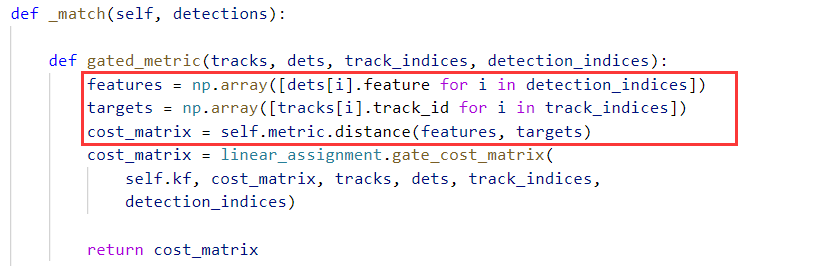 def _match(self, detections):
def gated_metric(tracks, dets, track_indices, detection_indices):
features = np.array([dets[i].feature for i in detection_indices])
targets = np.array([tracks[i].track_id for i in track_indices])
cost_matrix = self.metric.distance(features, targets)
cost_matrix = linear_assignment.gate_cost_matrix(
self.kf, cost_matrix, tracks, dets, track_indices,
detection_indices)
return cost_matrix